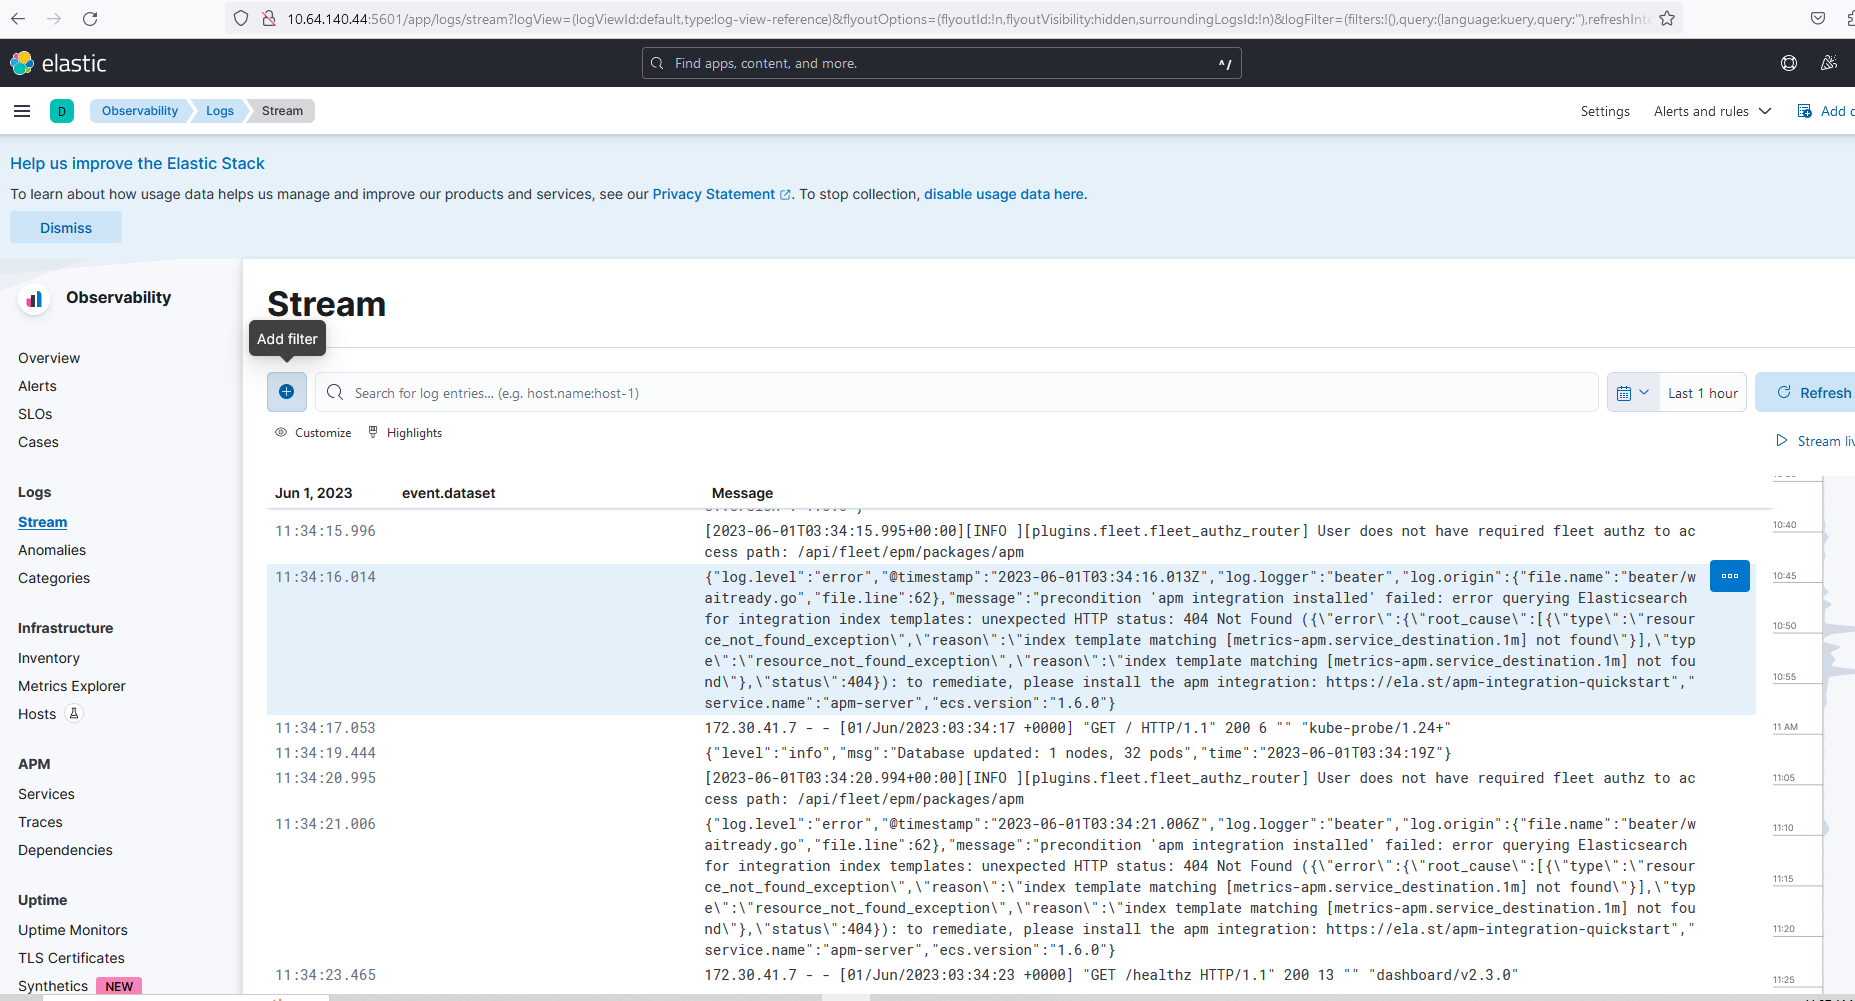 10.64.140.44:5601/app/logs/stream?logView=(logViewId:default,type:log-view-reference)&flyoutOptions=(flyoutId:!n,flyoutVisibility:hidden,surroundingLogsId:!n)&logFilter=(filters:!(),query:(language:kuery,query:''),refreshInte
elastic
Find apps, content, and more.
^/
D
Observability
Logs
Stream
Settings
Alerts and rules
Add d
Help us improve the Elastic Stack
To learn about how usage data helps us manage and improve our products and services, see our Privacy Statement. To stop collection, disable usage data here.
Dismiss
Observability
Overview
Alerts
SLOs
Cases
Logs
Stream
Anomalies
Categories
Infrastructure
Inventory
Metrics Explorer
Hosts
APM
Services
Traces
Dependencies
Uptime
Uptime Monitors
TLS Certificates
Synthetics NEW
Stream
Add filter
Search for log entries... (e.g. host.name:host-1)
Last 1 hour
Refresh
Customize
Highlights
Stream liv
Jun 1, 2023 event.dataset Message
11:34:15.996 [2023-06-01T03:34:15.995+00:00][INFO ][plugins.fleet.fleet_authz_router] User does not have required fleet authz to ac
cess path: /api/fleet/epm/packages/apm
11:34:16.014 {"log.level":"error","@timestamp":"2023-06-01T03:34:16.013Z","log.logger":"beater","log.origin":{"file.name":"beater/w
aitready.go","file.line":62},"message":"precondition 'apm integration installed' failed: error querying Elasticsearch
for integration index templates: unexpected HTTP status: 404 Not Found ({\"error\":{\"root_cause\":[{\"type\":\"resour
ce_not_found_exception\",\"reason\":\"index template matching [metrics-apm.service_destination.1m] not found\"}],\"typ
e\":\"resource_not_found_exception\",\"reason\":\"index template matching [metrics-apm.service_destination.1m] not fou
nd\"},\"status\":404}): to remediate, please install the apm integration: https://ela.st/apm-integration-quickstart","
service.name":"apm-server","ecs.version":"1.6.0"}
11:34:17.053 172.30.41.7 - - [01/Jun/2023:03:34:17 +0000] "GET / HTTP/1.1" 200 6 "" "kube-probe/1.24+"
11:34:19.444 {"level":"info","msg":"Database updated: 1 nodes, 32 pods","time":"2023-06-01T03:34:19Z"}
11:34:20.995 [2023-06-01T03:34:20.994+00:00][INFO ][plugins.fleet.fleet_authz_router] User does not have required fleet authz to ac
cess path: /api/fleet/epm/packages/apm
11:34:21.006 {"log.level":"error","@timestamp":"2023-06-01T03:34:21.006Z","log.logger":"beater","log.origin":{"file.name":"beater/w
aitready.go","file.line":62},"message":"precondition 'apm integration installed' failed: error querying Elasticsearch
for integration index templates: unexpected HTTP status: 404 Not Found ({\"error\":{\"root_cause\":[{\"type\":\"resour
ce_not_found_exception\",\"reason\":\"index template matching [metrics-apm.service_destination.1m] not found\"}],\"typ
e\":\"resource_not_found_exception\",\"reason\":\"index template matching [metrics-apm.service_destination.1m] not fou
nd\"},\"status\":404}): to remediate, please install the apm integration: https://ela.st/apm-integration-quickstart","
service.name":"apm-server","ecs.version":"1.6.0"}
11:34:23.465 172.30.41.7 - - [01/Jun/2023:03:34:23 +0000] "GET /healthz HTTP/1.1" 200 13 "" "dashboard/v2.3.0"
10:40
10:45
10:50
10:55
11 AM
11:05
11:10
11:15
11:20
11:25